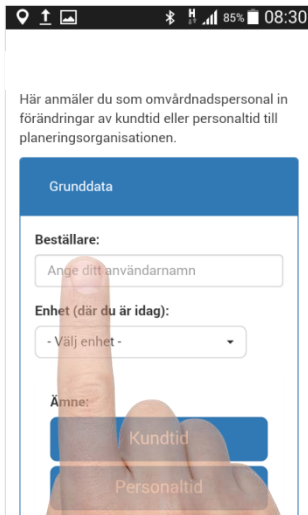 H
85%
08:30
Här anmäler du som omvårdnadspersonal in
förändringar av kundtid eller personaltid till
planeringsorganisationen.
Grunddata
Beställare:
Ange ditt användarnamn
Enhet (där du är idag):
- Välj enhet -
Ämne:
Kundtid
Personaltid